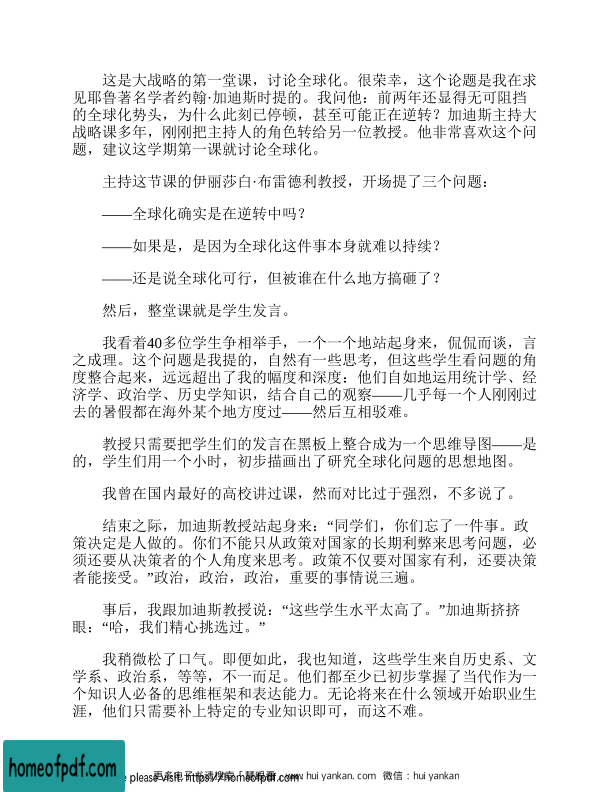 这是大战略的第一堂课，讨论全球化。很荣幸，这个论题是我在求
见耶鲁著名学者约翰·加迪斯时提的。我问他：前两年还显得无可阻挡
的全球化势头，为什么此刻已停顿，甚至可能正在逆转？加迪斯主持大
战略课多年，刚刚把主持人的角色转给另一位教授。他非常喜欢这个问
题，建议这学期第一课就讨论全球化。
主持这节课的伊丽莎白·布雷德利教授，开场提了三个问题：
——全球化确实是在逆转中吗？
——如果是，是因为全球化这件事本身就难以持续？
——还是说全球化可行，但被谁在什么地方搞砸了？
然后，整堂课就是学生发言。
我看着40多位学生争相举手，一个一个地站起身来，侃侃而谈，言
之成理。这个问题是我提的，自然有一些思考，但这些学生看问题的角
度整合起来，远远超出了我的幅度和深度：他们自如地运用统计学、经
济学、政治学、历史学知识，结合自己的观察——几乎每一个人刚刚过
去的暑假都在海外某个地方度过——然后互相驳难。
教授只需要把学生们的发言在黑板上整合成为一个思维导图——是
的，学生们用一个小时，初步描画出了研究全球化问题的思想地图。
我曾在国内最好的高校讲过课，然而对比过于强烈，不多说了。
结束之际，加迪斯教授站起身来：“同学们，你们忘了一件事。政
策决定是人做的。你们不能只从政策对国家的长期利弊来思考问题，必
须还要从决策者的个人角度来思考。政策不仅要对国家有利，还要决策
者能接受。”政治，政治，政治，重要的事情说三遍。
事后，我跟加迪斯教授说：“这些学生水平太高了。”加迪斯挤挤
眼：“哈，我们精心挑选过。”
我稍微松了口气。即便如此，我也知道，这些学生来自历史系、文
学系、政治系，等等，不一而足。他们都至少已初步掌握了当代作为一
个知识人必备的思维框架和表达能力。无论将来在什么领域开始职业生
涯，他们只需要补上特定的专业知识即可，而这不难。
homeofpdf.com
e please visit: https://homeofpdf.com
www.huiyankan.com 微信：huiyankan